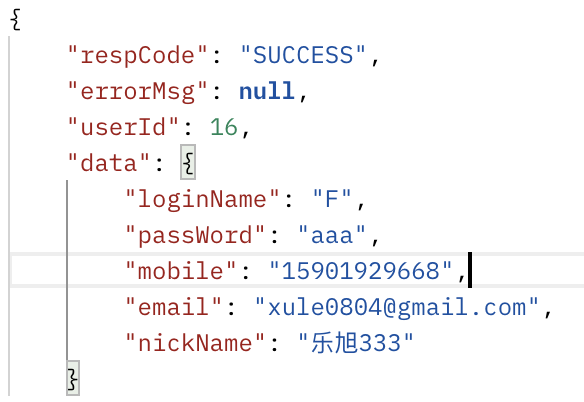 {
"respCode": "SUCCESS",
"errorMsg": null,
"userId": 16,
"data": {
"loginName": "F",
"passWord": "aaa",
"mobile": "15901929668",
"email": "xule0804@gmail.com",
"nickName": "乐旭333"
}